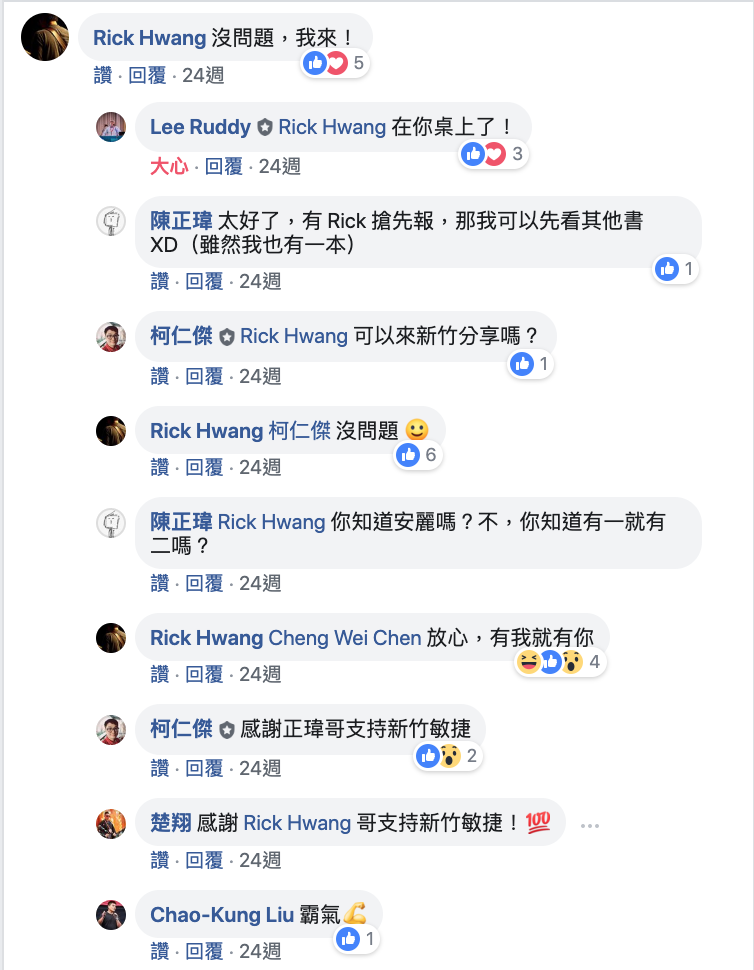 Rick Hwang 沒問題，我來！
5
讚 · 回覆 · 24週
Lee Ruddy Rick Hwang 在你桌上了！
3
大心 · 回覆 · 24週
陳正瑋 太好了，有 Rick 搶先報，那我可以先看其他書
XD（雖然我也有一本）
1
讚 · 回覆 · 24週
柯仁傑 Rick Hwang 可以來新竹分享嗎？
1
讚 · 回覆 · 24週
Rick Hwang 柯仁傑 沒問題 🙂
6
讚 · 回覆 · 24週
陳正瑋 Rick Hwang 你知道安麗嗎？不，你知道有一就有
二嗎？
讚 · 回覆 · 24週
Rick Hwang Cheng Wei Chen 放心，有我就有你
4
讚 · 回覆 · 24週
柯仁傑 感謝正瑋哥支持新竹敏捷
2
讚 · 回覆 · 24週
楚翔 感謝 Rick Hwang 哥支持新竹敏捷！💯
讚 · 回覆 · 24週
Chao-Kung Liu 霸氣💪
1
讚 · 回覆 · 24週